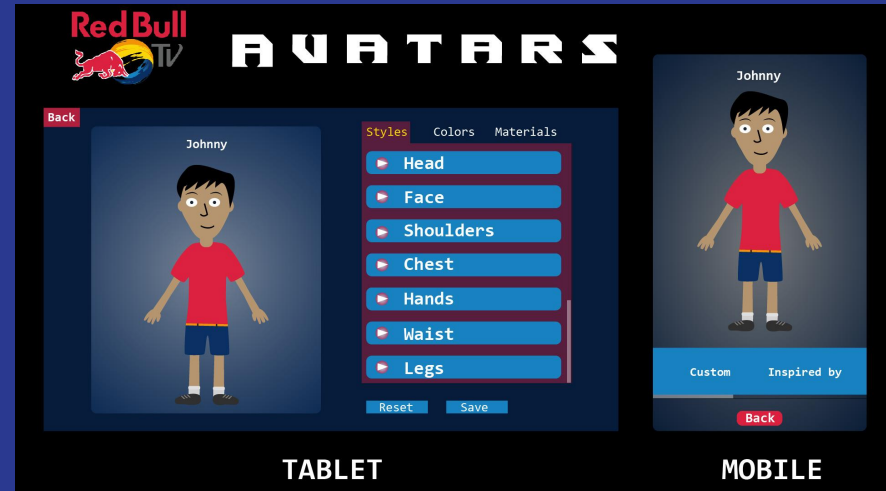 Red Bull
TV
AVATARS
Back
Johnny
Styles Colors Materials
Head
Face
Shoulders
Chest
Hands
Waist
Legs
Reset Save
TABLET
Johnny
Custom Inspired by
Back
MOBILE